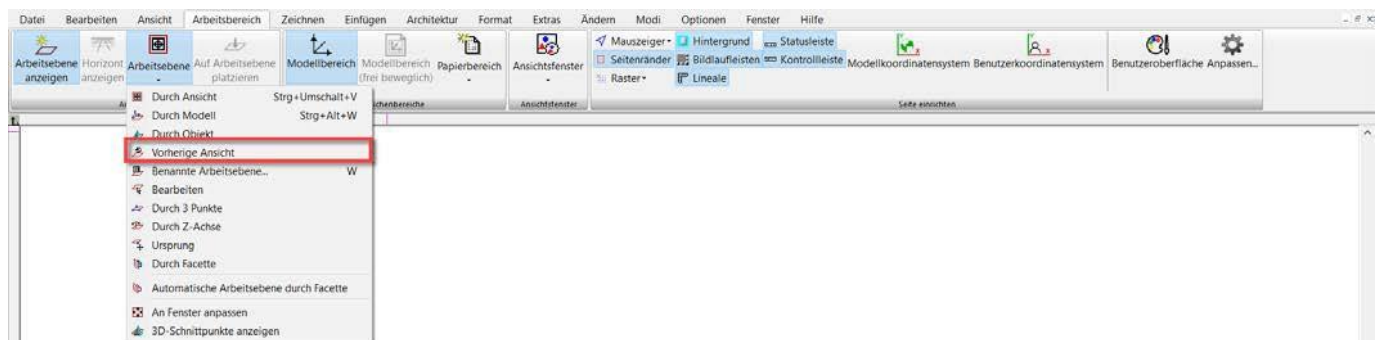 Datei Bearbeiten Ansicht Arbeitsbereich Zeichnen Einfügen Architektur Format Extras Ändern Modi Optionen Fenster Hilfe
Arbeitsebene anzeigen
Horizont anzeigen
Arbeitsebene
Auf Arbeitsebene platzieren
Modellbereich
Modellbereich (frei beweglich)
Papierbereich
Ansichtsfenster
Mauszeiger Hintergrund Statusleiste
Seitenränder Bildlaufleisten Kontrollleiste
Raster Lineale
Modellkoordinatensystem
Benutzerkoordinatensystem
Benutzeroberfläche
Anpassen...
Ansichtsfenster
Seite einrichten
Durch Ansicht Strg+Umschalt+V
Durch Modell Strg+Alt+W
Durch Objekt
Vorherige Ansicht
Benannte Arbeitsebene... W
Bearbeiten
Durch 3 Punkte
Durch Z-Achse
Ursprung
Durch Facette
Automatische Arbeitsebene durch Facette
An Fenster anpassen
3D-Schnittpunkte anzeigen